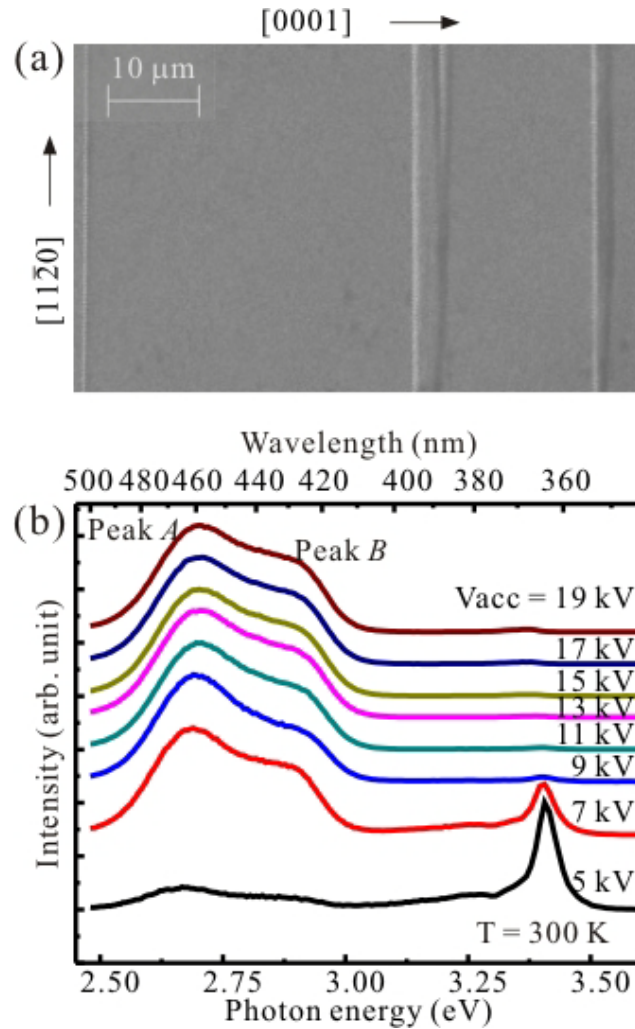 [0001]
(a)
10 μm
[112̄0]
Wavelength (nm)
500 480 460 440 420 400 380 360
(b)
Peak A
Peak B
Vacc = 19 kV
17 kV
15 kV
13 kV
11 kV
9 kV
7 kV
5 kV
T = 300 K
Intensity (arb. unit)
2.50 2.75 3.00 3.25 3.50
Photon energy (eV)